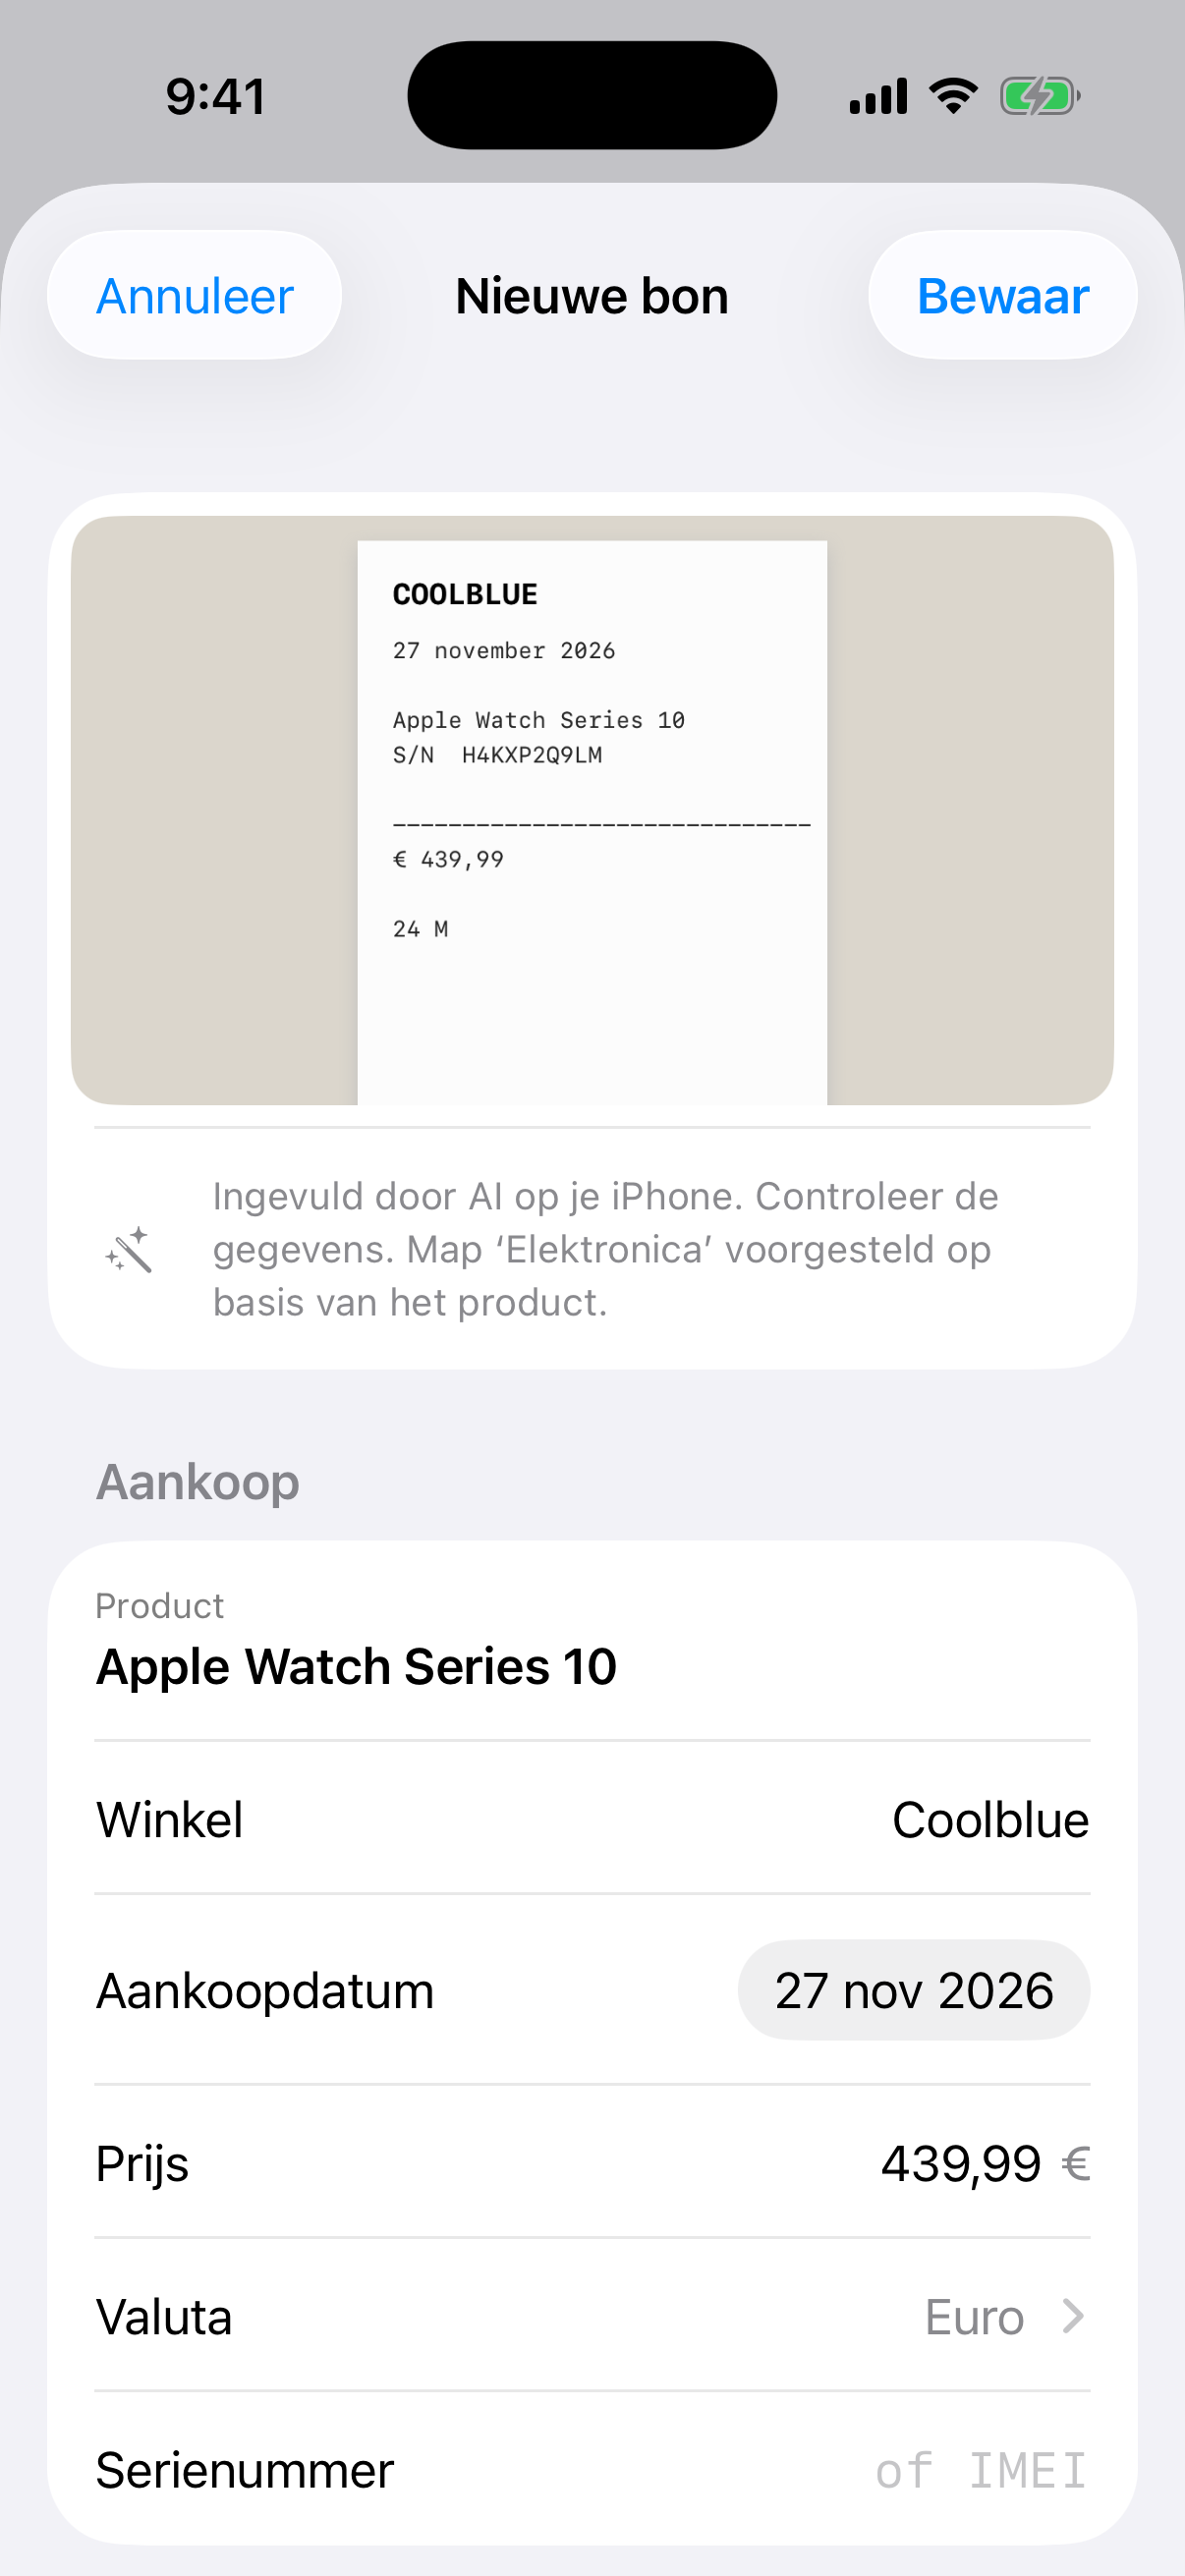 9:41
Annuleer
Nieuwe bon
Bewaar
COOLBLUE
27 november 2026
Apple Watch Series 10
S/N  H4KXP2Q9LM
______________________________
€ 439,99
24 M
Ingevuld door AI op je iPhone. Controleer de
gegevens. Map ‘Elektronica’ voorgesteld op
basis van het product.
Aankoop
Product
Apple Watch Series 10
Winkel Coolblue
Aankoopdatum 27 nov 2026
Prijs 439,99 €
Valuta Euro
Serienummer of IMEI